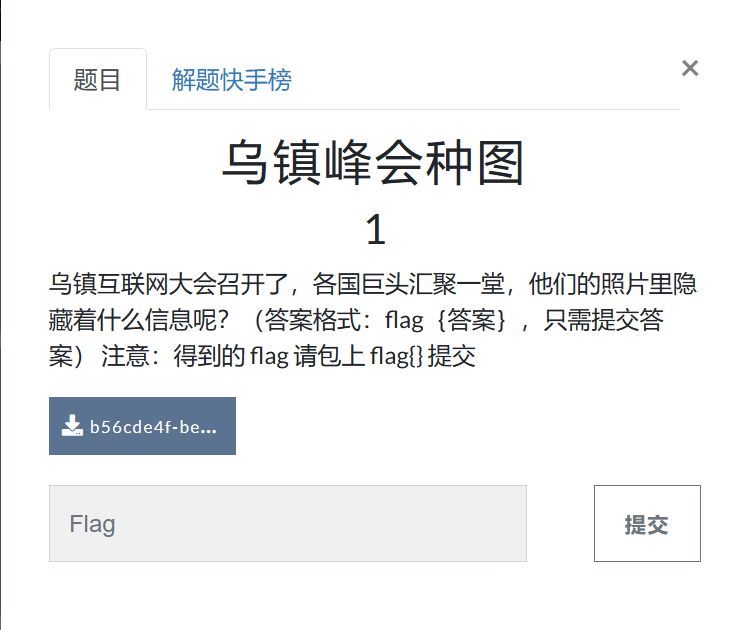 题目 解题快手榜 ×
乌镇峰会种图
1
乌镇互联网大会召开了，各国巨头汇聚一堂，他们的照片里隐
藏着什么信息呢？（答案格式：flag｛答案｝，只需提交答
案） 注意：得到的 flag 请包上 flag{} 提交
b56cde4f-be...
Flag 提交